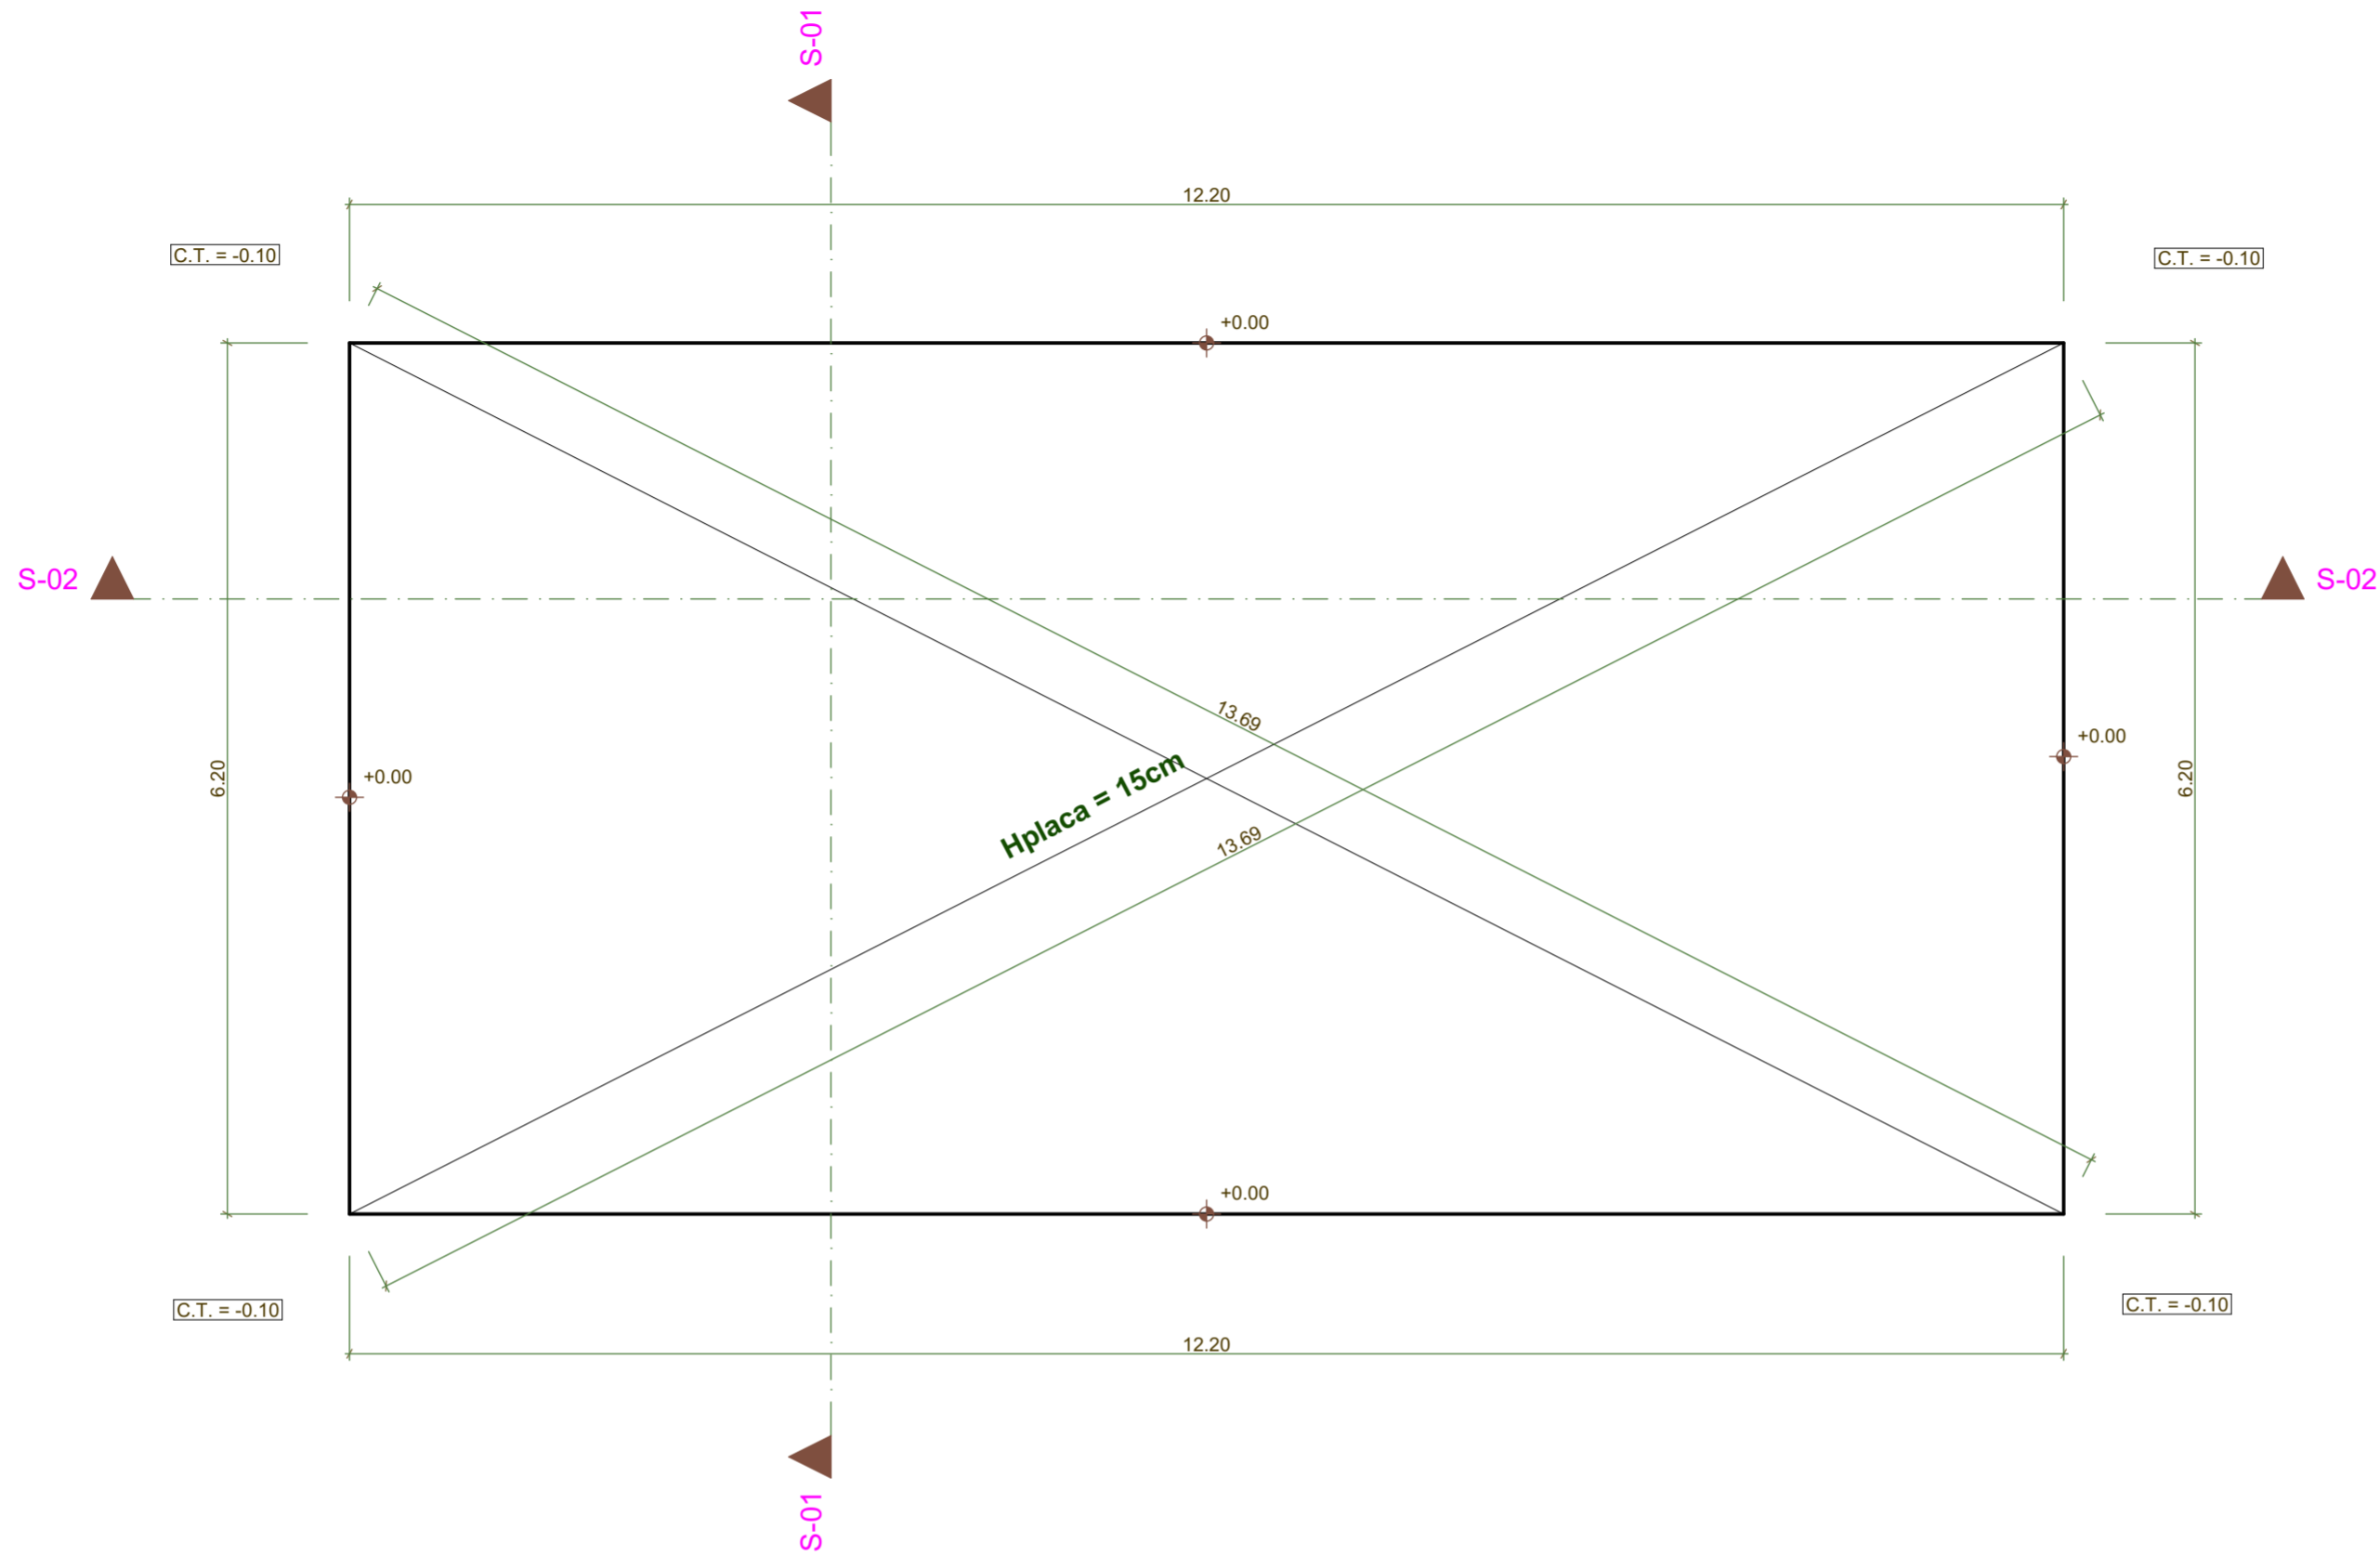 S-01
12.20
C.T. = -0.10
C.T. = -0.10
+0.00
S-02
S-02
13.69
+0.00
+0.00
6.20
6.20
Hplaca = 15cm
13.69
+0.00
C.T. = -0.10
C.T. = -0.10
12.20
S-01